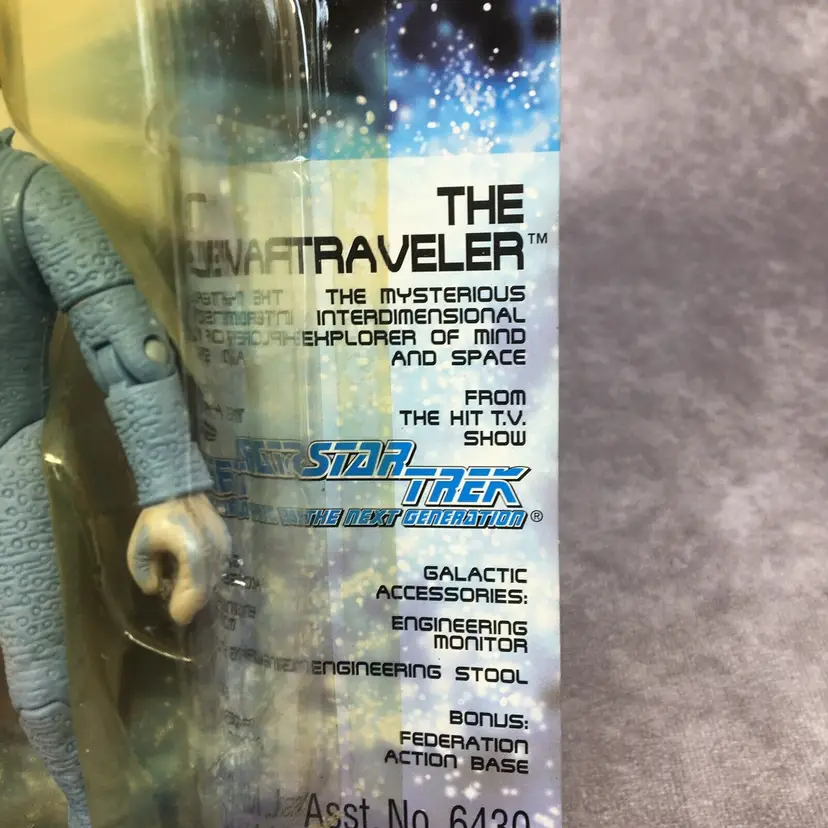 THE
TRAVELER™
THE MYSTERIOUS
INTERDIMENSIONAL
EXPLORER OF MIND
AND SPACE
FROM
THE HIT T.V.
SHOW
STAR
TREK
THE NEXT GENERATION®
GALACTIC
ACCESSORIES:
ENGINEERING
MONITOR
ENGINEERING STOOL
BONUS:
FEDERATION
ACTION BASE
Asst. No. 6430